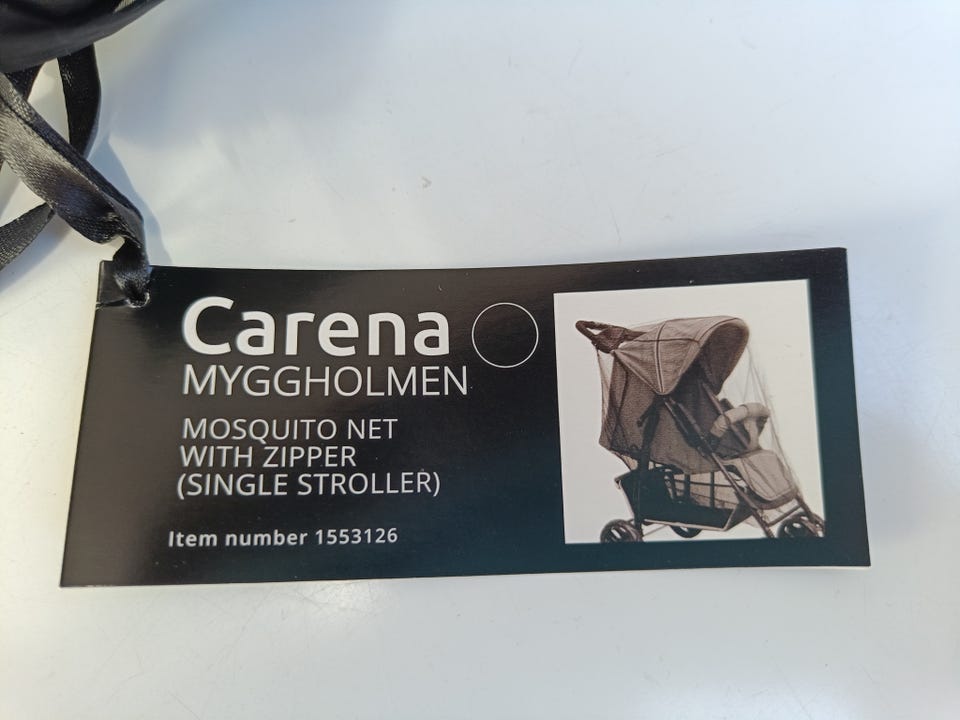 Carena
MYGGHOLMEN
MOSQUITO NET
WITH ZIPPER
(SINGLE STROLLER)
Item number 1553126